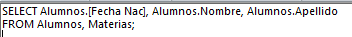 SELECT Alumnos.[Fecha Nac], Alumnos.Nombre, Alumnos.Apellido
FROM Alumnos, Materias;